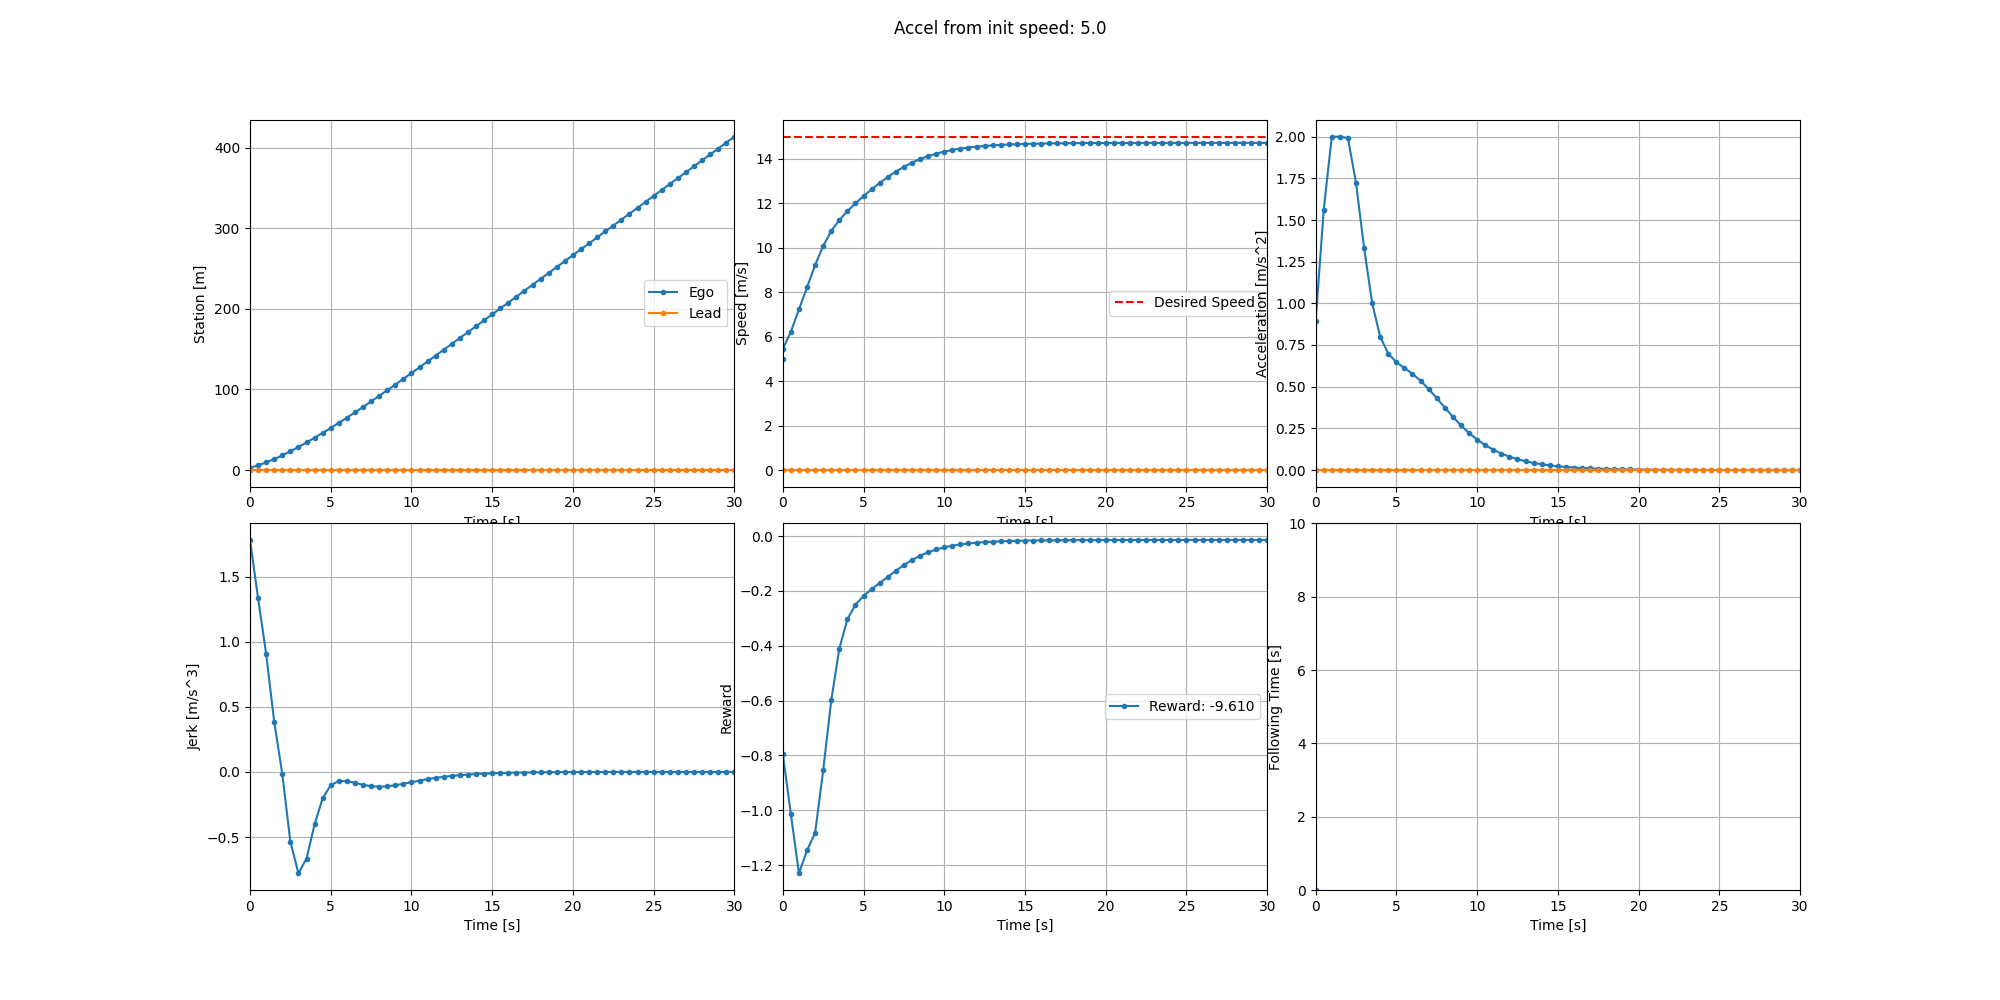 Accel from init speed: 5.0
400
300
200
100
0
Station [m]
0 5 10 15 20 25 30
Time [s]
Ego
Lead
14
12
10
8
6
4
2
0
Speed [m/s]
0 5 10 15 20 25 30
Time [s]
Desired Speed
2.00
1.75
1.50
1.25
1.00
0.75
0.50
0.25
0.00
Acceleration [m/s^2]
0 5 10 15 20 25 30
Time [s]
1.5
1.0
0.5
0.0
−0.5
Jerk [m/s^3]
0 5 10 15 20 25 30
Time [s]
0.0
−0.2
−0.4
−0.6
−0.8
−1.0
−1.2
Reward
0 5 10 15 20 25 30
Time [s]
Reward: -9.610
10
8
6
4
2
0
Following Time [s]
0 5 10 15 20 25 30
Time [s]